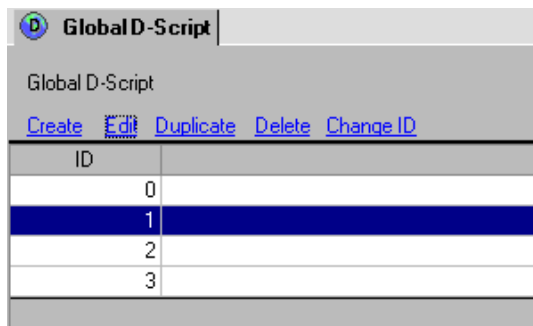 D Global D-Script
Global D-Script
Create Edit Duplicate Delete Change ID
ID
0
1
2
3